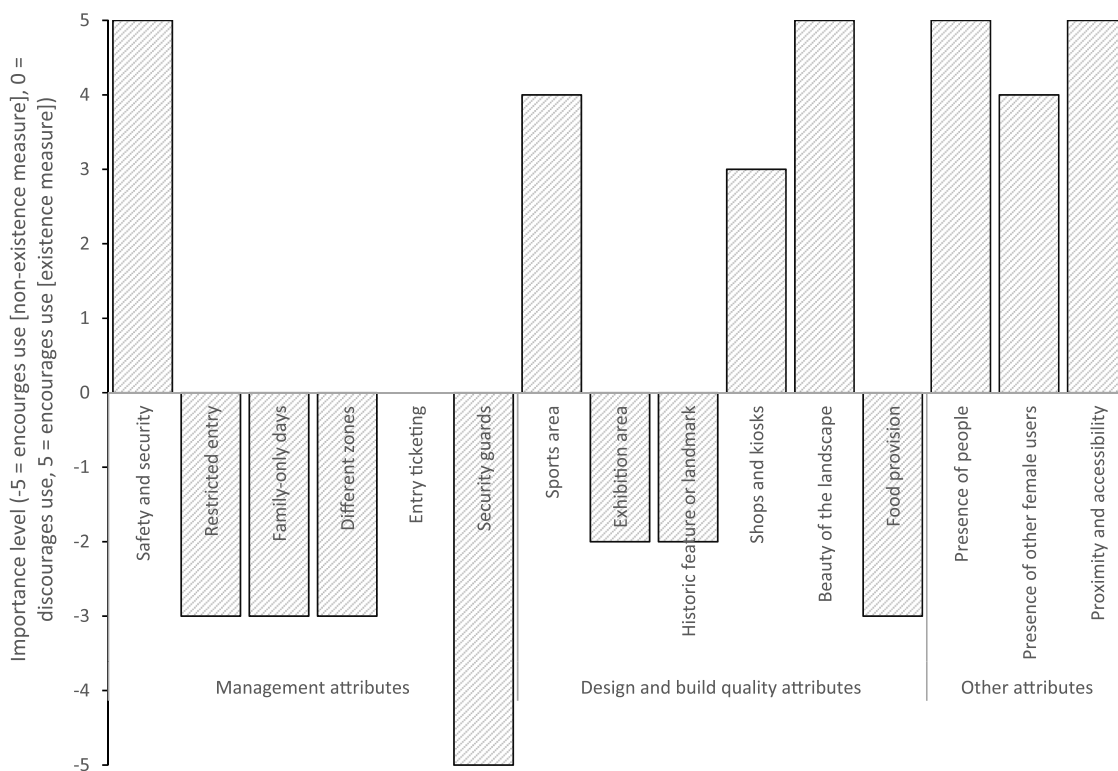 Importance level (-5 = encourges use [non-existence measure], 0 =
discourages use, 5 = encourages use [existence measure])
5
4
3
2
1
0
-1
-2
-3
-4
-5
Safety and security
Restricted entry
Family-only days
Different zones
Entry ticketing
Security guards
Sports area
Exhibition area
Historic feature or landmark
Shops and kiosks
Beauty of the landscape
Food provision
Presence of people
Presence of other female users
Proximity and accessibility
Management attributes
Design and build quality attributes
Other attributes